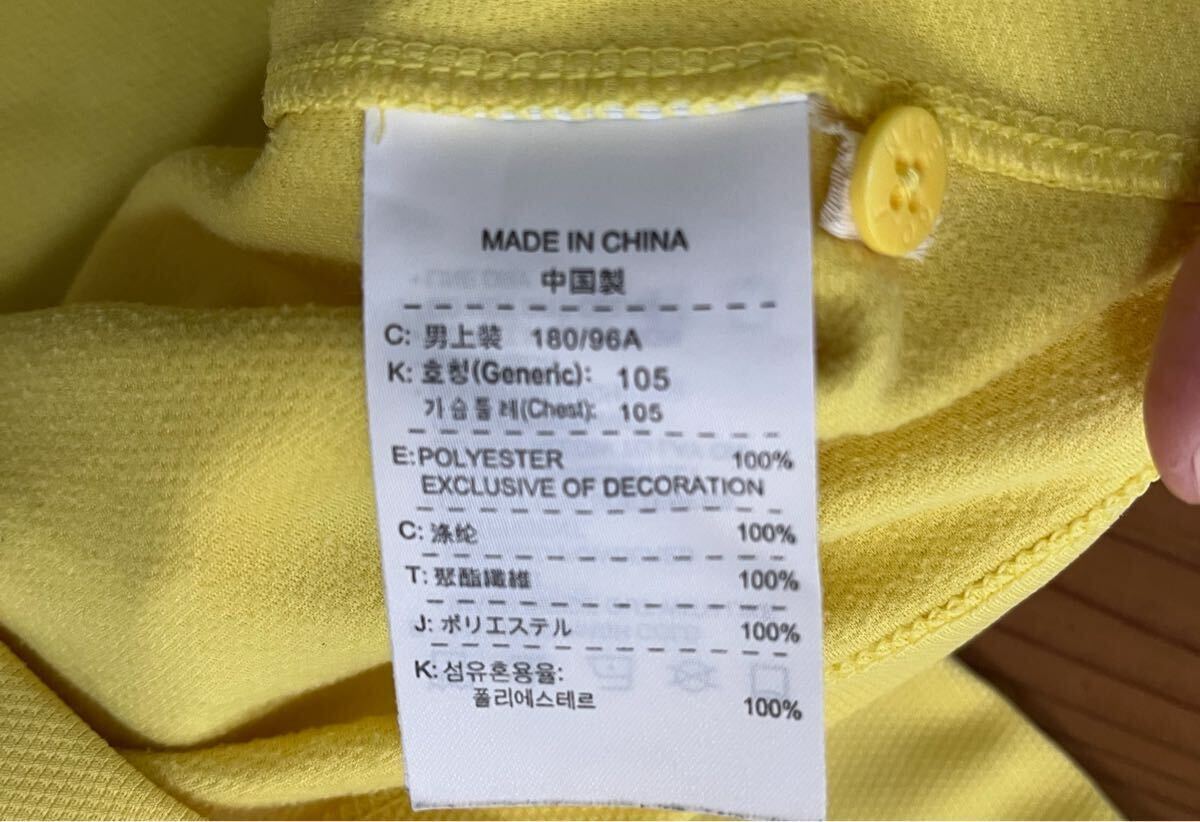 MADE IN CHINA
中国製
C: 男上装 180/96A
K: 호칭(Generic): 105
가슴둘레(Chest): 105
E:POLYESTER 100%
EXCLUSIVE OF DECORATION
C: 涤纶 100%
T: 聚酯纖維 100%
J: ポリエステル 100%
K: 섬유혼용율:
폴리에스테르 100%